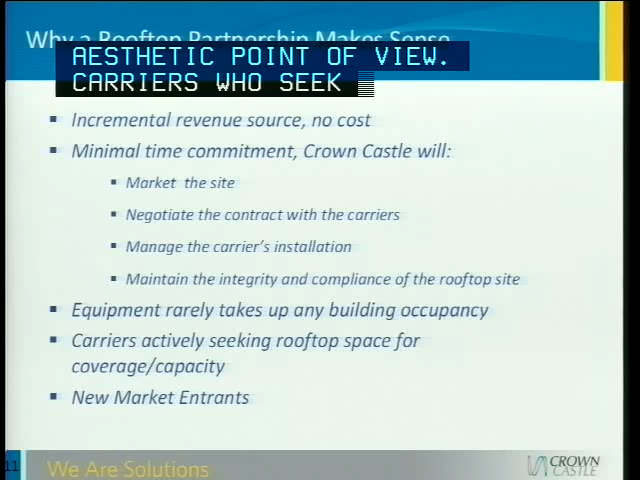 Why a Rooftop Partnership Makes Sense
AESTHETIC POINT OF VIEW.
CARRIERS WHO SEEK
▪ Incremental revenue source, no cost
▪ Minimal time commitment, Crown Castle will:
▪ Market the site
▪ Negotiate the contract with the carriers
▪ Manage the carrier's installation
▪ Maintain the integrity and compliance of the rooftop site
▪ Equipment rarely takes up any building occupancy
▪ Carriers actively seeking rooftop space for
coverage/capacity
▪ New Market Entrants
11
We Are Solutions
CROWN
CASTLE